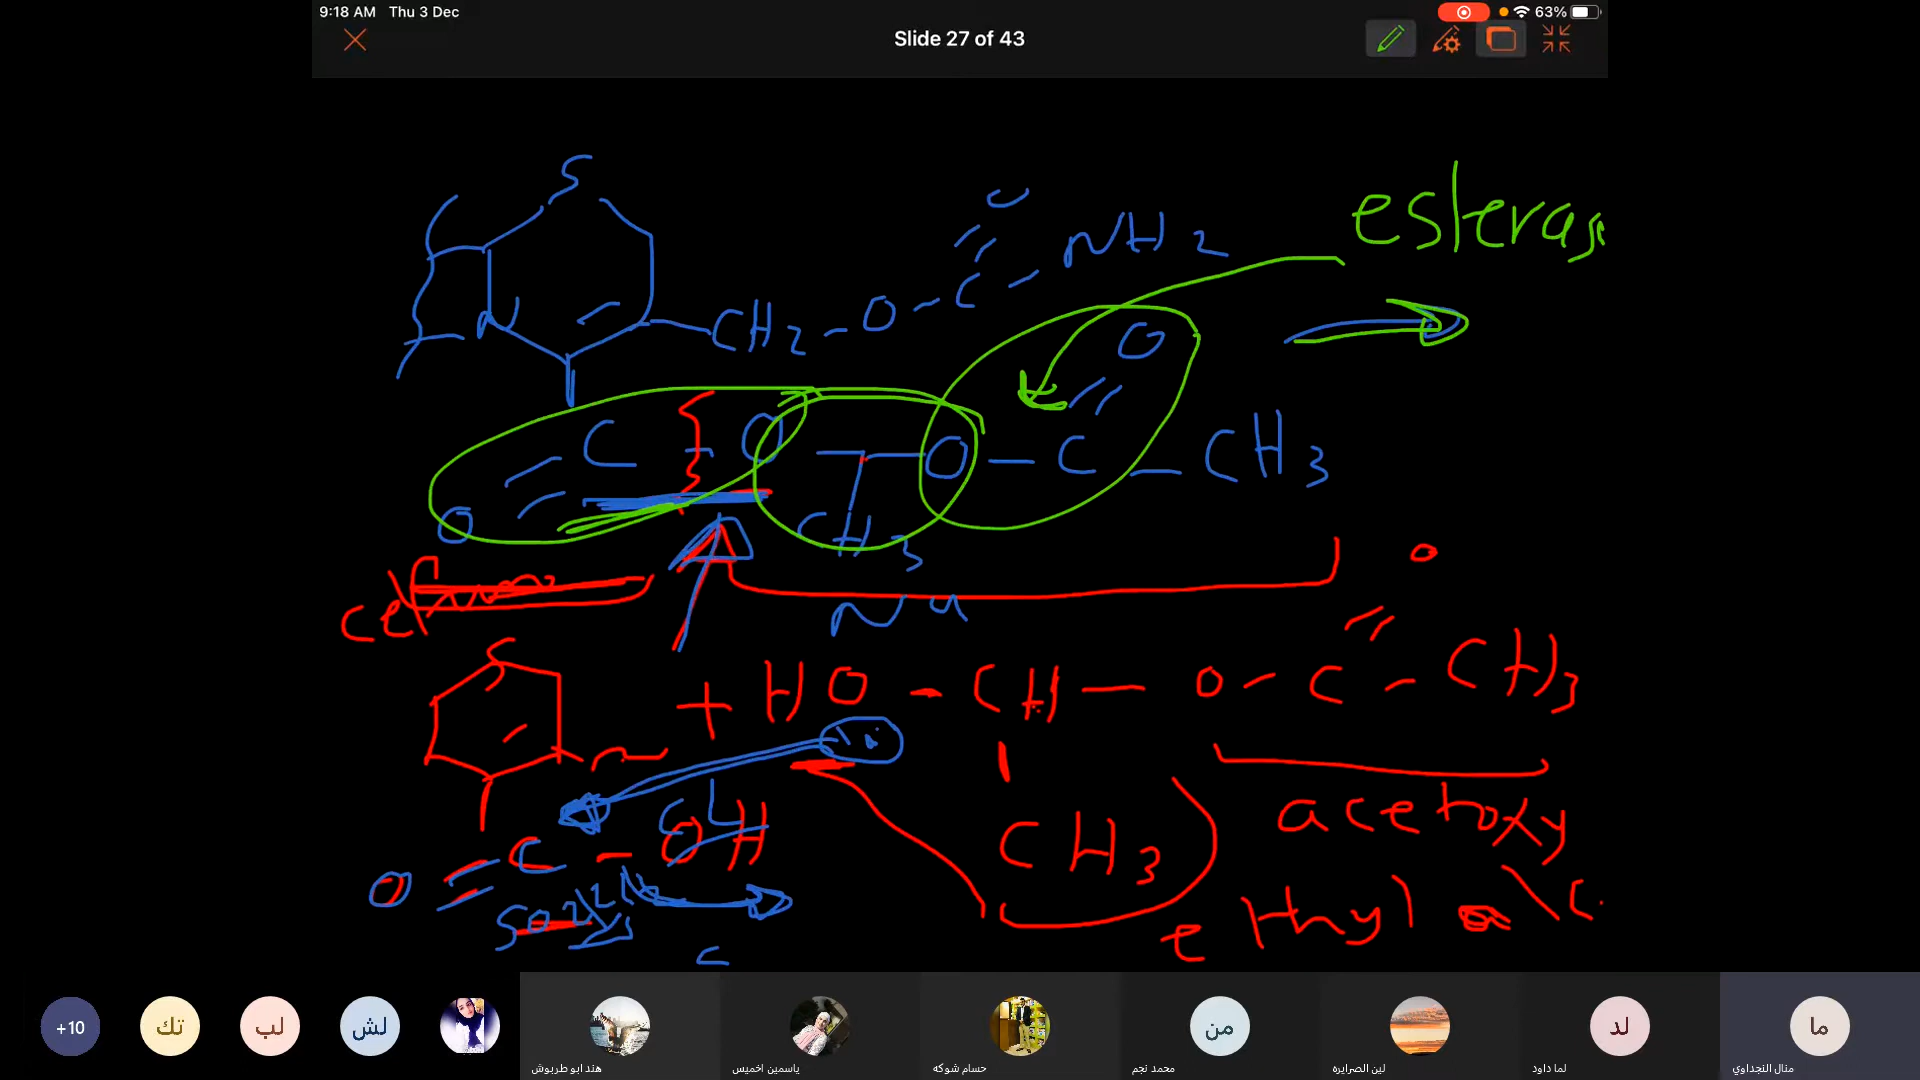 9:18 AM Thu 3 Dec
63%
Slide 27 of 43
S
O
NH2
N
CH2 - O - C -
esteras
O
C - O
O - C - CH3
O
CH3
O
Nu
S
+ HO - CH - O - C - CH3
CH3
acetoxy
O = C - OH
ethyl alc
+10
تك
لب
لش
من
لد
ما
هند ابو طربوش
ياسمين اخميس
حسام شوكه
محمد نجم
لين الصرايره
لما داود
منال النجداوي